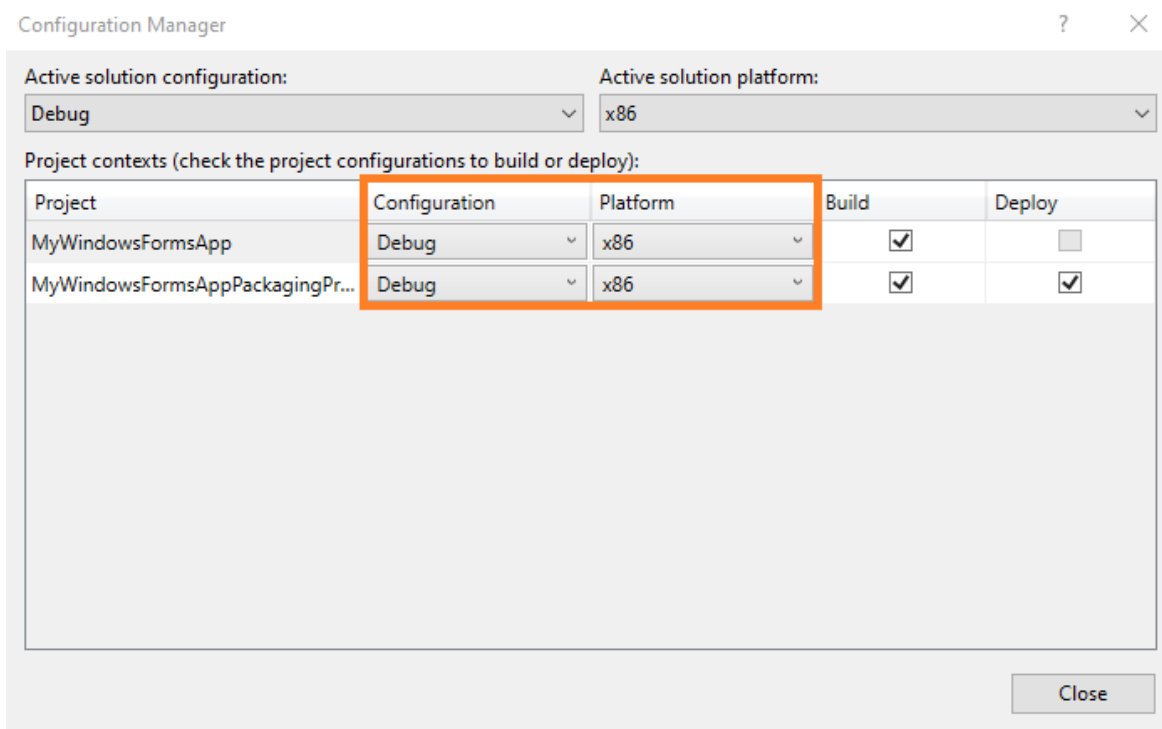 Configuration Manager
Active solution configuration: Active solution platform:
Debug x86
Project contexts (check the project configurations to build or deploy):
Project Configuration Platform Build Deploy
MyWindowsFormsApp Debug x86
MyWindowsFormsAppPackagingPr... Debug x86
Close